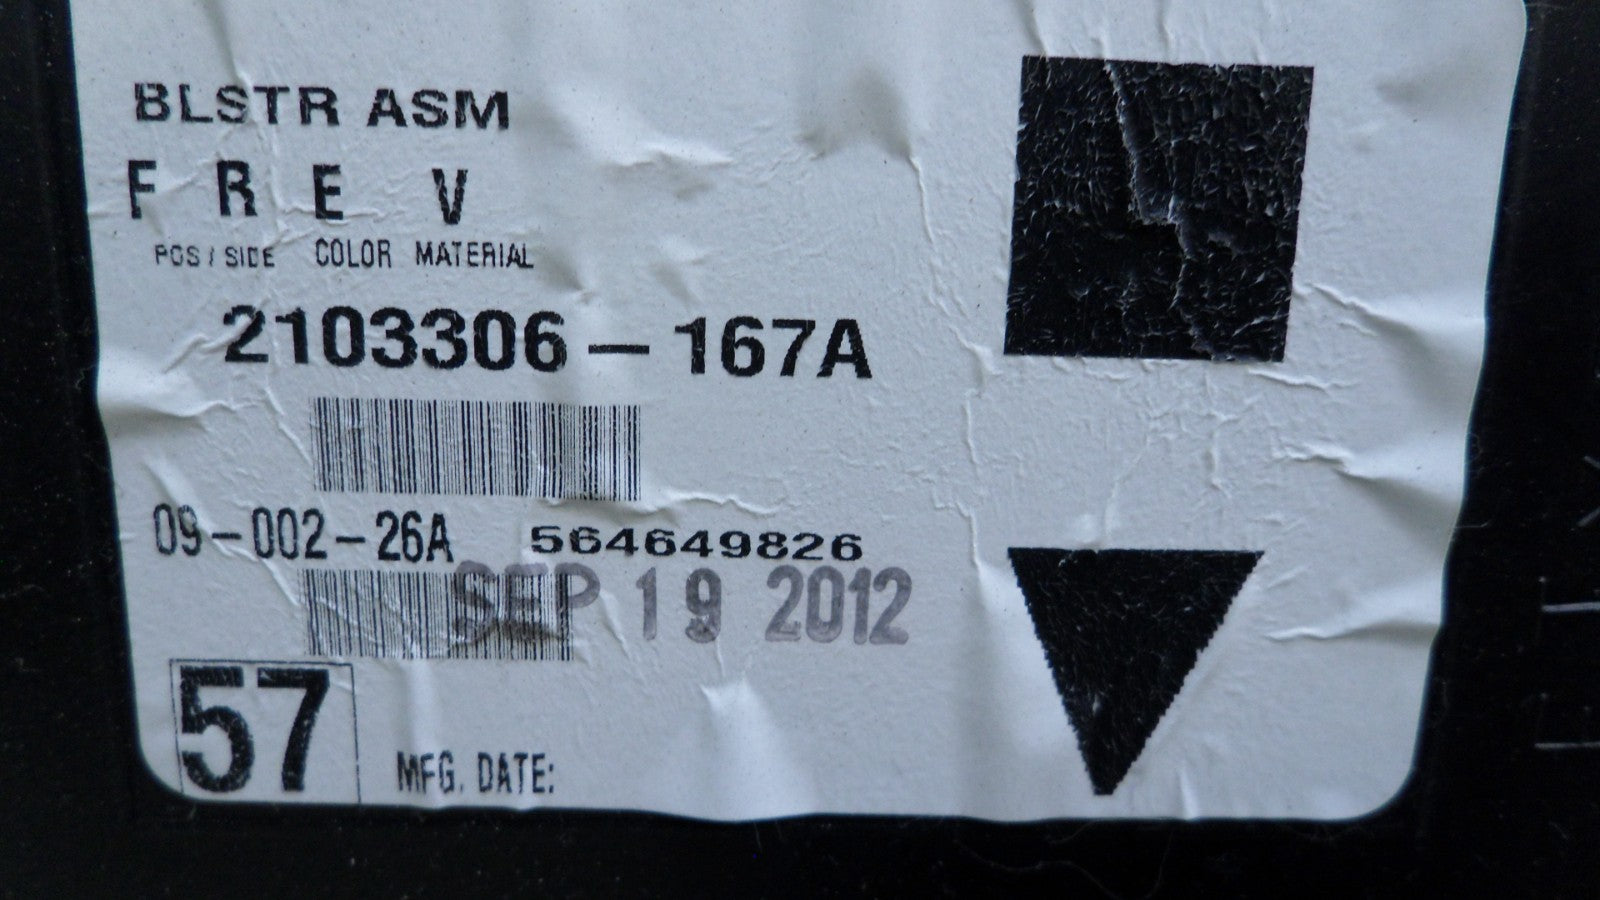 BLSTR ASM
F R E V
POS / SIDE COLOR MATERIAL
2103306-167A
09-002-26A 564649826
SEP 19 2012
57
MFG. DATE: